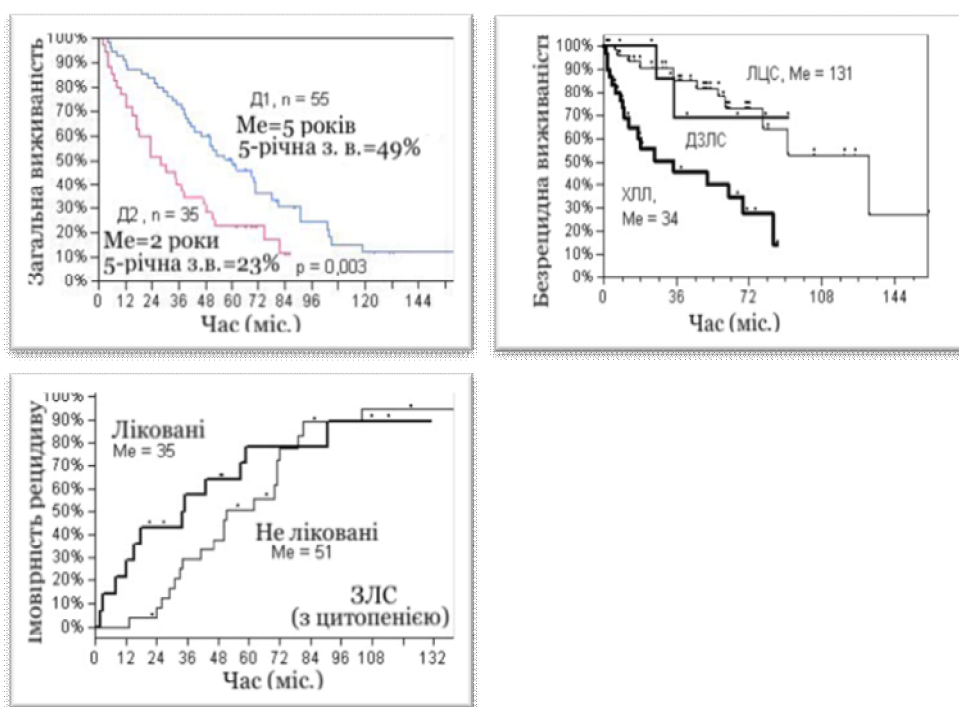 Загальна виживаність
100%
90%
80%
70%
60%
50%
40%
30%
20%
10%
0%
Д1, n = 55
Ме=5 років
5-річна з. в.=49%
Д2, n = 35
Ме=2 роки
5-річна з.в.=23%
p = 0,003
0 12 24 36 48 60 72 84 96 120 144
Час (міс.)
Безрецидна виживаність
100%
90%
80%
70%
60%
50%
40%
30%
20%
10%
0%
ЛЦС, Me = 131
ДЗЛС
ХЛЛ,
Me = 34
0 36 72 108 144
Час (міс.)
імовірність рецидиву
100%
90%
80%
70%
60%
50%
40%
30%
20%
10%
0%
Ліковані
Me = 35
Не ліковані
Me = 51
ЗЛС
(з цитопенією)
0 12 24 36 48 60 72 84 96 108 132
Час (міс.)